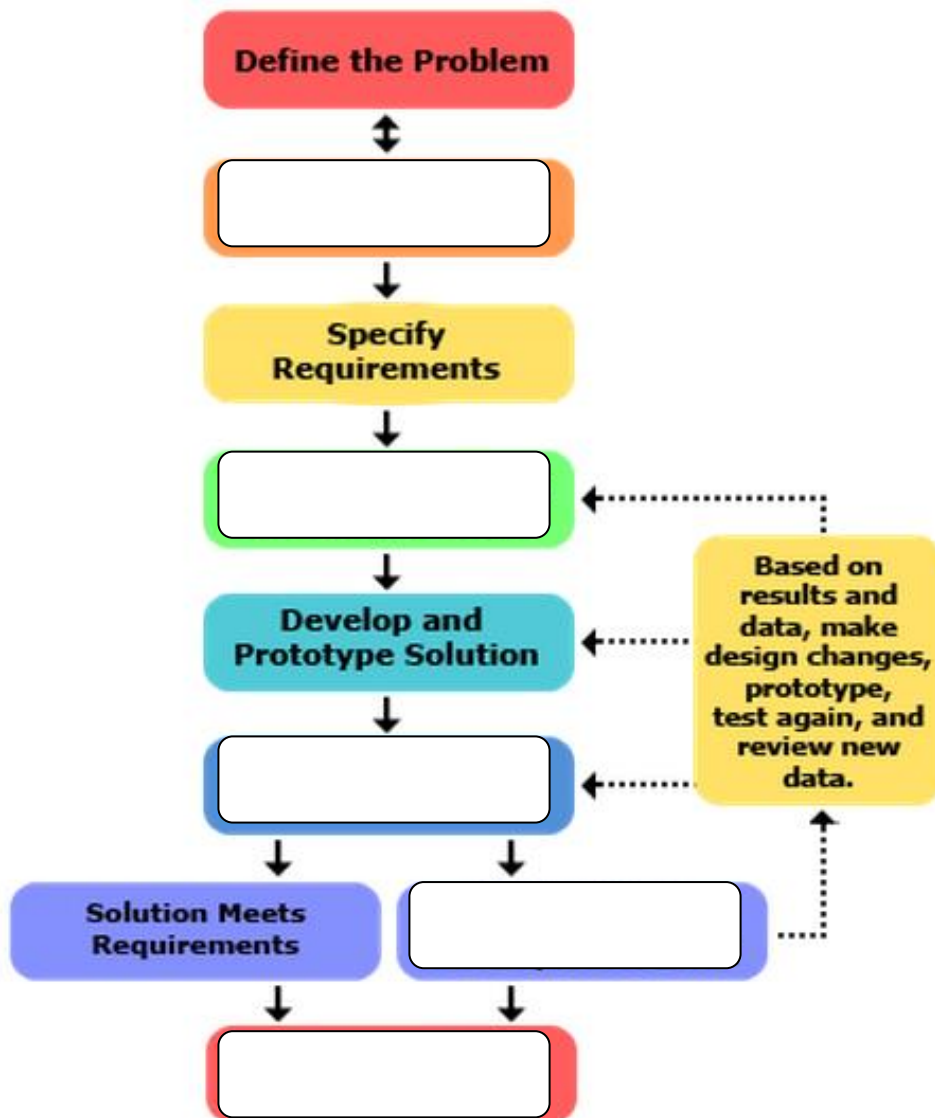 Define the Problem
Specify
Requirements
Develop and
Prototype Solution
Based on
results and
data, make
design changes,
prototype,
test again, and
review new
data.
Solution Meets
Requirements